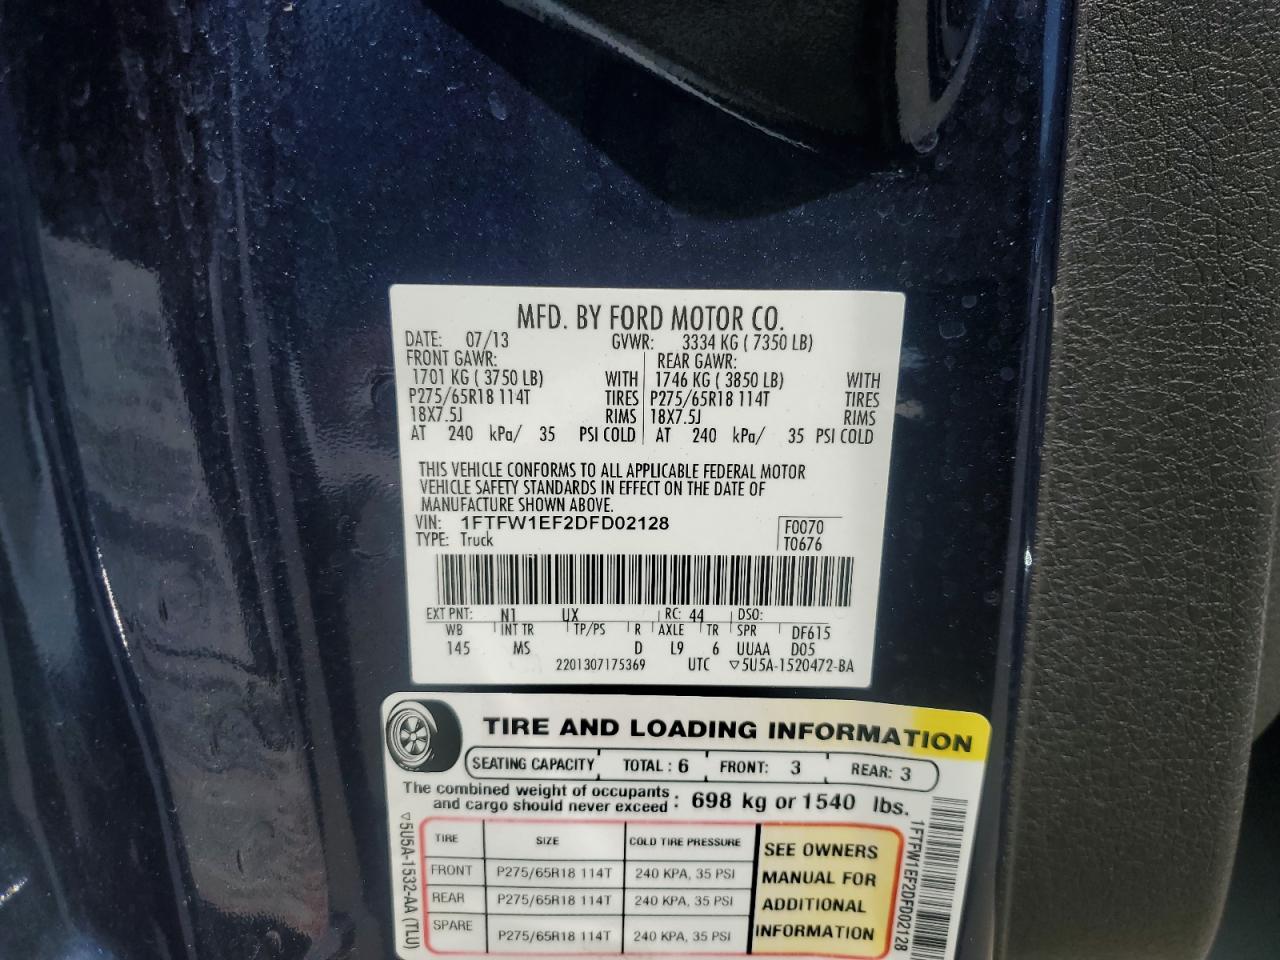 MFD. BY FORD MOTOR CO.
DATE: 07/13 GVWR: 3334 KG ( 7350 LB)
FRONT GAWR: REAR GAWR:
1701 KG ( 3750 LB) WITH 1746 KG ( 3850 LB) WITH
P275/65R18 114T TIRES P275/65R18 114T TIRES
18X7.5J RIMS 18X7.5J RIMS
AT 240 kPa/ 35 PSI COLD AT 240 kPa/ 35 PSI COLD
THIS VEHICLE CONFORMS TO ALL APPLICABLE FEDERAL MOTOR
VEHICLE SAFETY STANDARDS IN EFFECT ON THE DATE OF
MANUFACTURE SHOWN ABOVE.
VIN: 1FTFW1EF2DFD02128 F0070
TYPE: Truck T0676
EXT PNT: N1 UX RC: 44 DSO:
WB INT TR TP/PS R AXLE TR SPR DF615
145 MS D L9 6 UUAA D05
2201307175369 UTC ▽5U5A-1520472-BA
TIRE AND LOADING INFORMATION
SEATING CAPACITY TOTAL : 6 FRONT: 3 REAR: 3
The combined weight of occupants
and cargo should never exceed : 698 kg or 1540 lbs.
TIRE SIZE COLD TIRE PRESSURE
FRONT P275/65R18 114T 240 KPA, 35 PSI
REAR P275/65R18 114T 240 KPA, 35 PSI
SPARE P275/65R18 114T 240 KPA, 35 PSI
SEE OWNERS
MANUAL FOR
ADDITIONAL
INFORMATION
▽5U5A-1532-AA (TLU)
1FTFW1EF2DFD02128